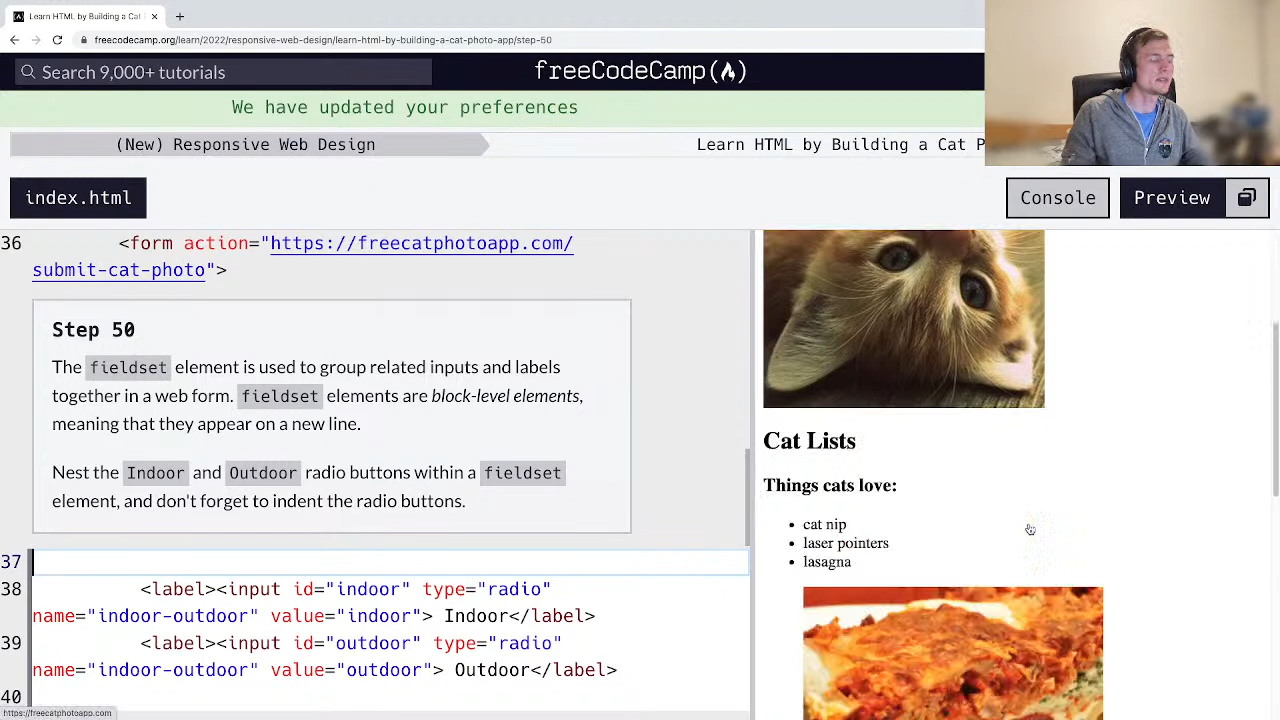 Learn HTML by Building a Cat
freecodecamp.org/learn/2022/responsive-web-design/learn-html-by-building-a-cat-photo-app/step-50
Search 9,000+ tutorials
freeCodeCamp
We have updated your preferences
(New) Responsive Web Design
Learn HTML by Building a Cat P
index.html
Console
Preview
36 <form action="https://freecatphotoapp.com/
submit-cat-photo">
Step 50
The fieldset element is used to group related inputs and labels
together in a web form. fieldset elements are block-level elements,
meaning that they appear on a new line.
Nest the Indoor and Outdoor radio buttons within a fieldset
element, and don't forget to indent the radio buttons.
37
38 <label><input id="indoor" type="radio"
name="indoor-outdoor" value="indoor"> Indoor</label>
39 <label><input id="outdoor" type="radio"
name="indoor-outdoor" value="outdoor"> Outdoor</label>
40
https://freecatphotoapp.com
Cat Lists
Things cats love:
• cat nip
• laser pointers
• lasagna